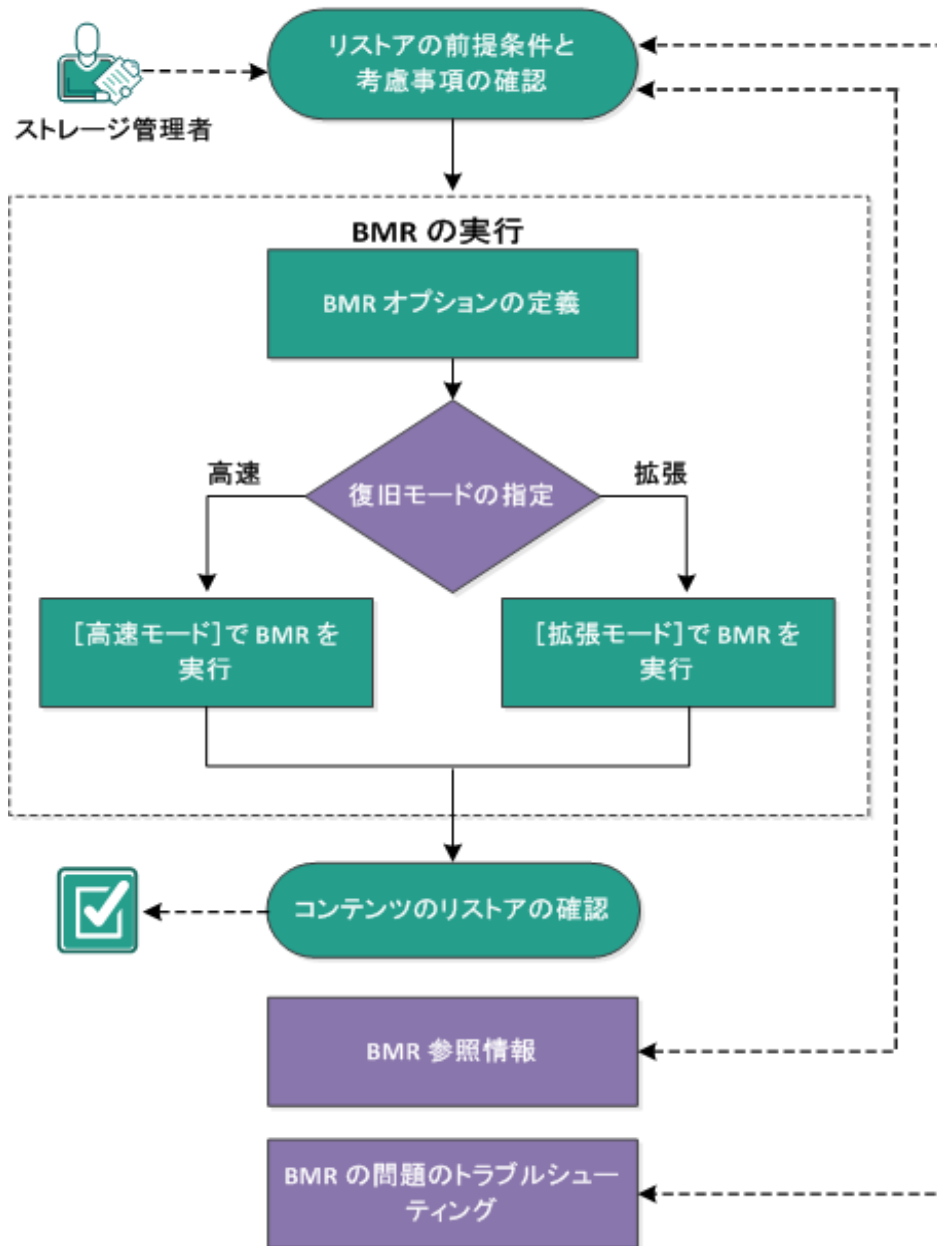 リストアの前提条件と
考慮事項の確認
ストレージ管理者
BMR の実行
BMR オプションの定義
高速
拡張
復旧モードの指定
[高速モード]で BMR を
実行
[拡張モード]で BMR を
実行
コンテンツのリストアの確認
BMR 参照情報
BMR の問題のトラブルシュー
ティング